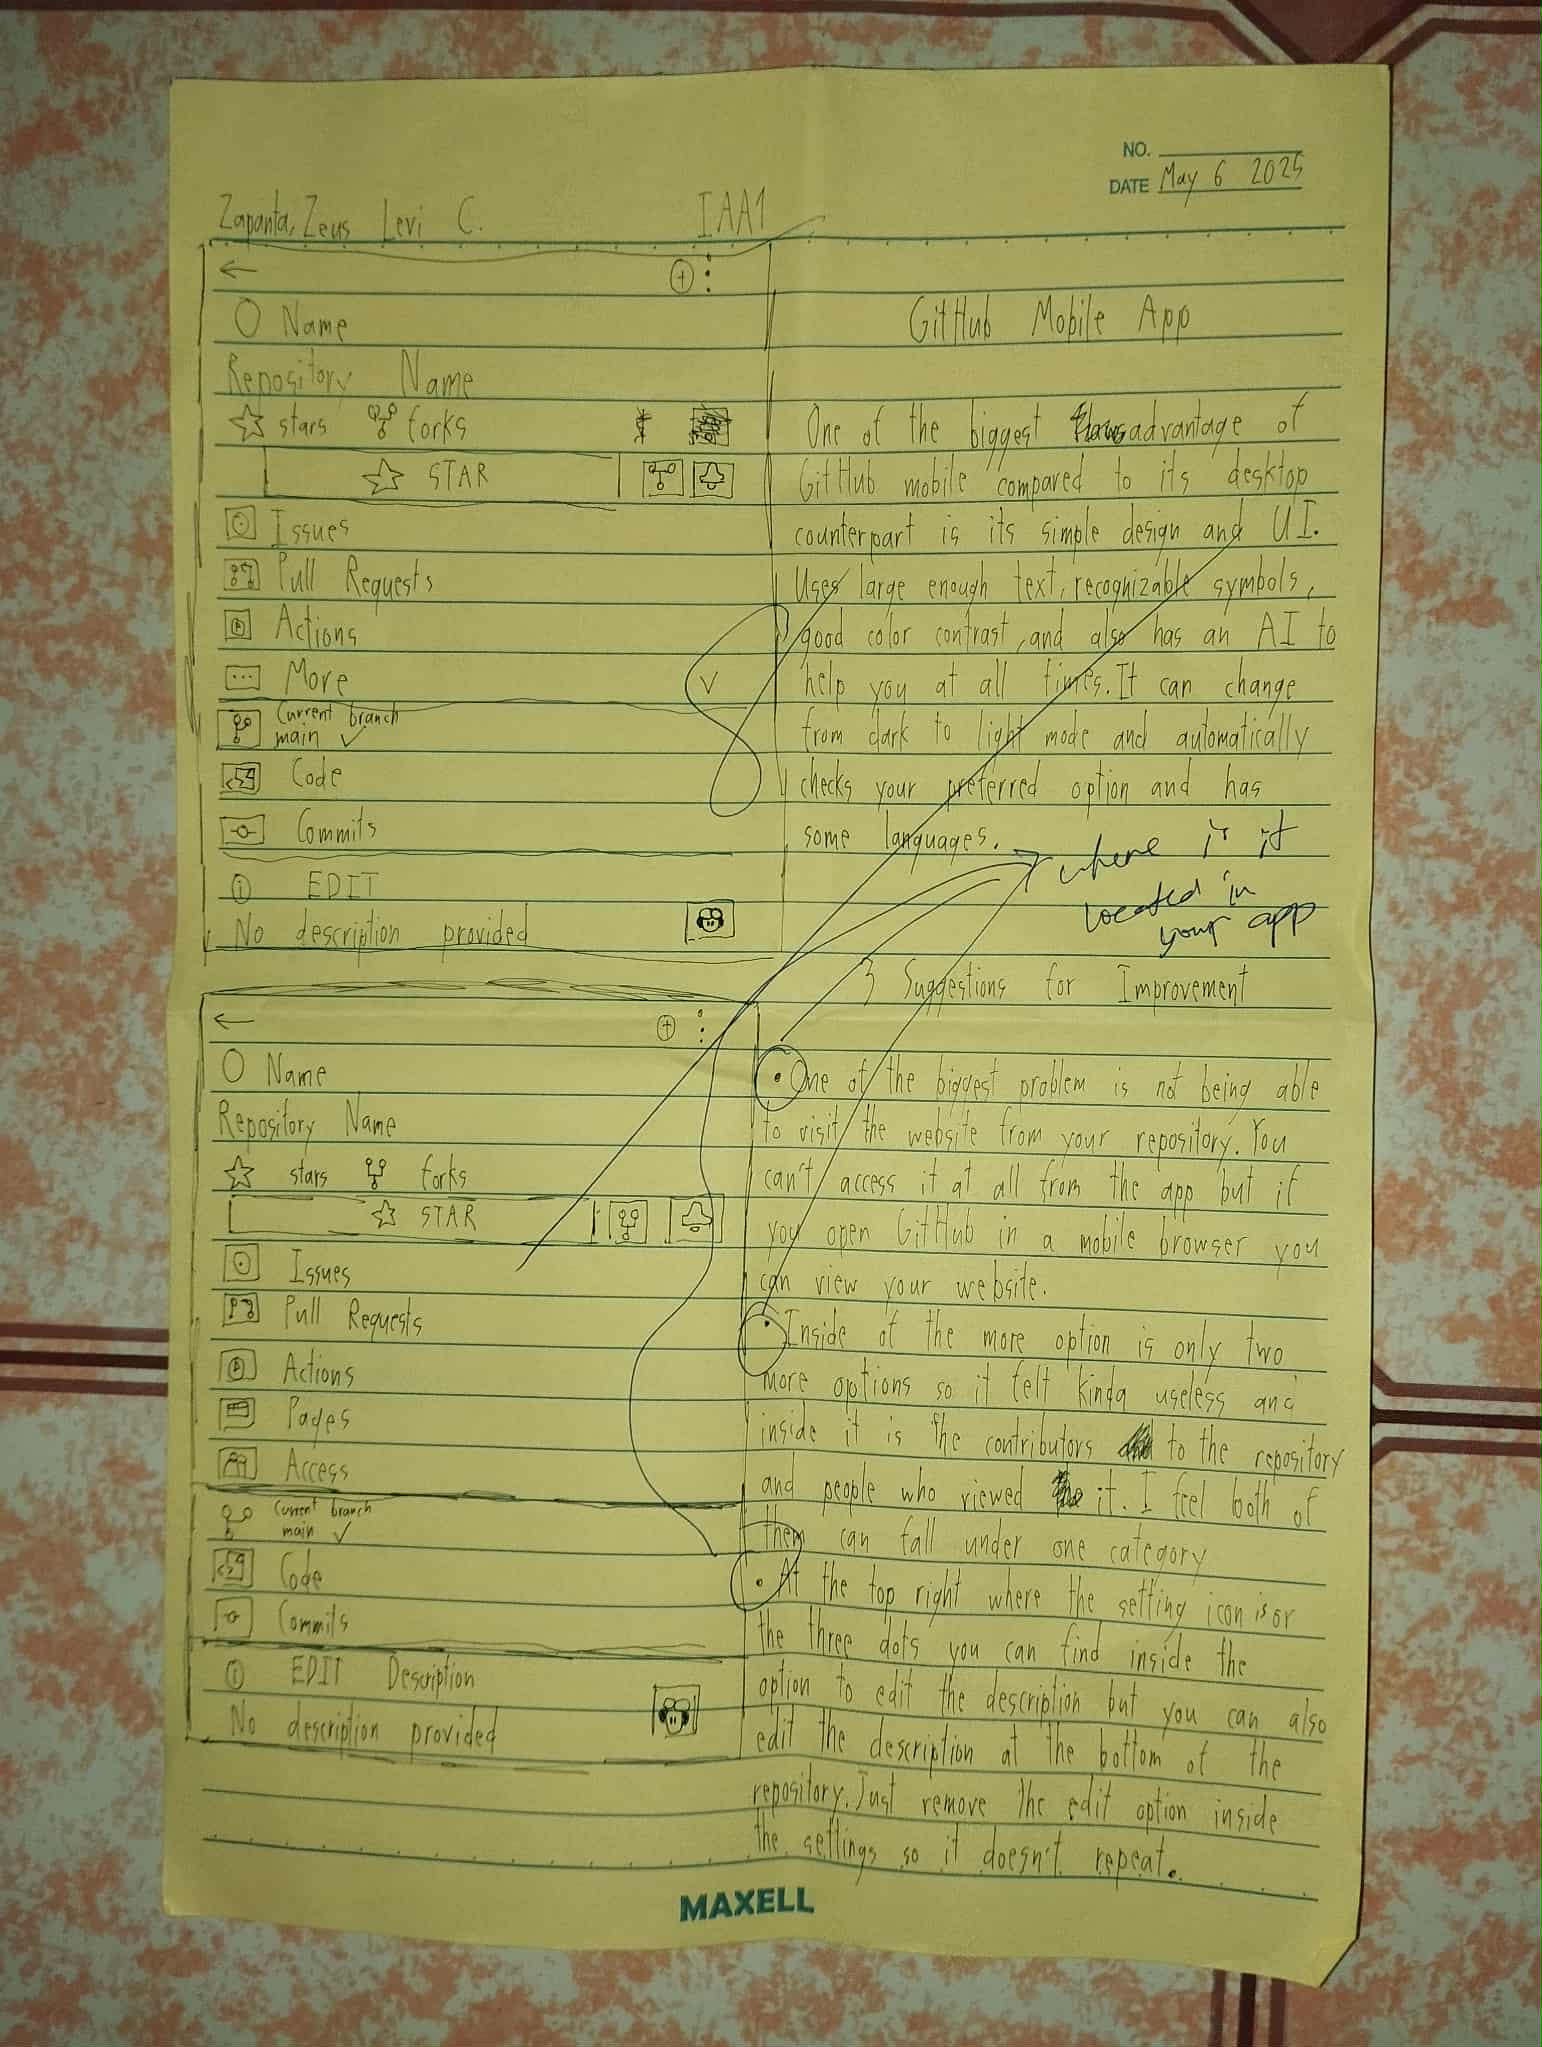 NO.
DATE May 6 2025
Zapanta, Zeus Levi C. IAA1
Name
Repository Name
stars forks
STAR
Issues
Pull Requests
Actions
More
Current branch
main
Code
Commits
EDIT
No description provided
GitHub Mobile App
One of the biggest advantage of
GitHub mobile compared to its desktop
counterpart is its simple design and UI.
Uses large enough text, recognizable symbols,
good color contrast, and also has an AI to
help you at all times. It can change
from dark to light mode and automatically
checks your preferred option and has
some languages.
where is it
located in
your app
Name
Repository Name
stars forks
STAR
Issues
Pull Requests
Actions
Pages
Access
Current branch
main
Code
Commits
EDIT Description
No description provided
3 Suggestions for Improvement
• One of the biggest problem is not being able
to visit the website from your repository. You
can't access it at all from the app but if
you open GitHub in a mobile browser you
can view your website.
• Inside of the more option is only two
more options so it felt kinda useless and
inside it is the contributors to the repository
and people who viewed it. I feel both of
them can fall under one category
• At the top right where the setting icon is or
the three dots you can find inside the
option to edit the description but you can also
edit the description at the bottom of the
repository. Just remove the edit option inside
the settings so it doesn't repeat.
MAXELL